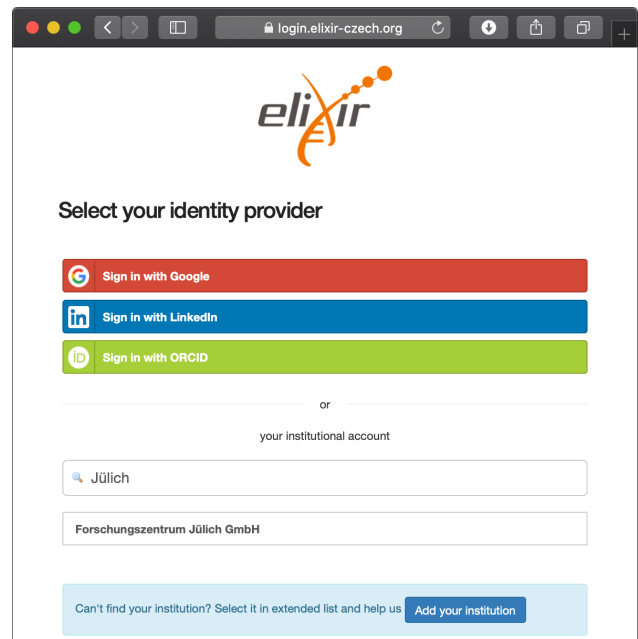 login.elixir-czech.org
elixir
Select your identity provider
Sign in with Google
in Sign in with LinkedIn
iD Sign in with ORCID
or
your institutional account
Jülich
Forschungszentrum Jülich GmbH
Can't find your institution? Select it in extended list and help us Add your institution